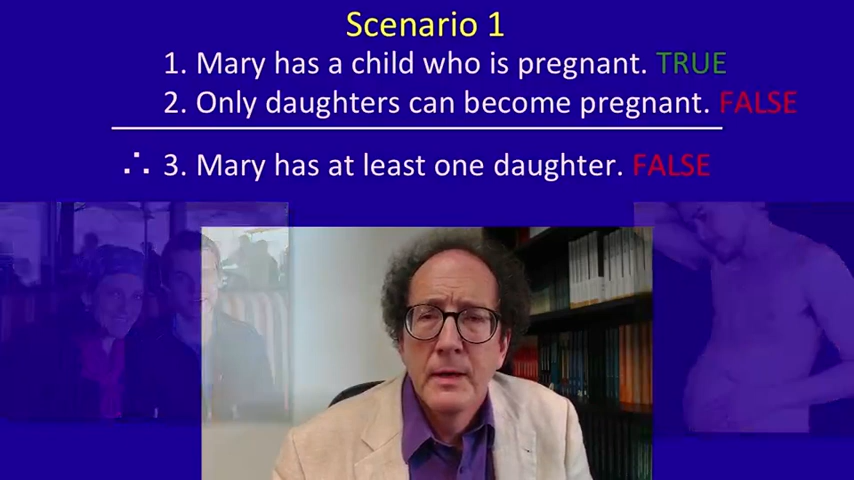 Scenario 1
1. Mary has a child who is pregnant. TRUE
2. Only daughters can become pregnant. FALSE
∴ 3. Mary has at least one daughter. FALSE